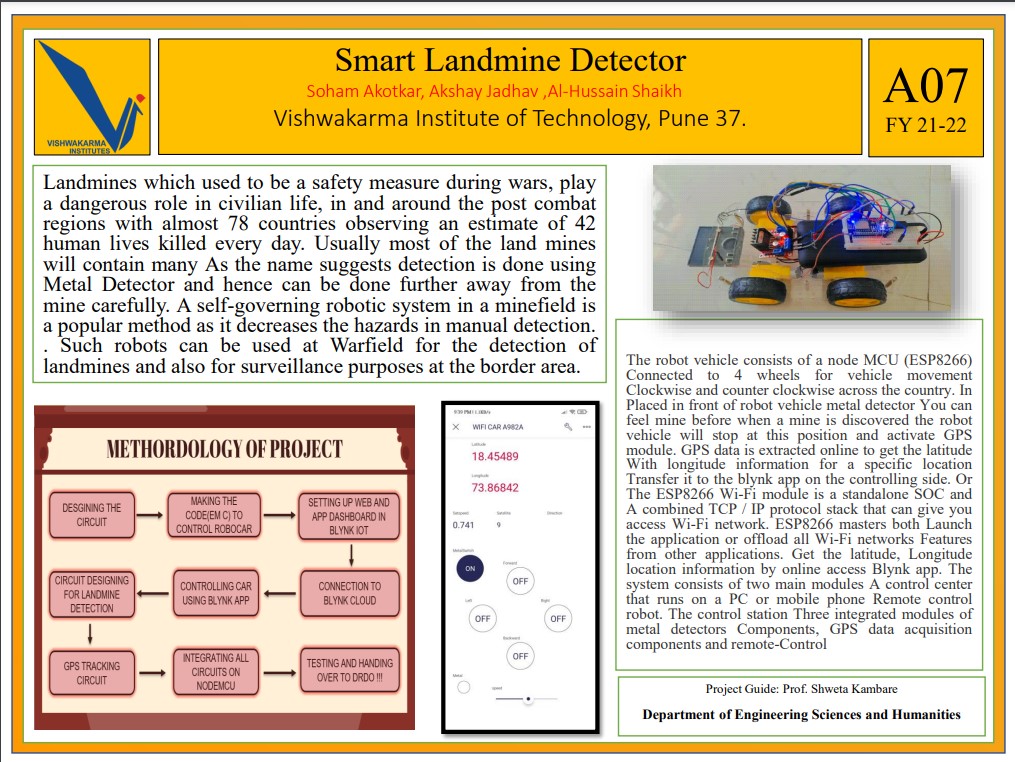 VISHWAKARMA
INSTITUTES
Smart Landmine Detector
Soham Akotkar, Akshay Jadhav ,Al-Hussain Shaikh
Vishwakarma Institute of Technology, Pune 37.
A07
FY 21-22
Landmines which used to be a safety measure during wars, play
a dangerous role in civilian life, in and around the post combat
regions with almost 78 countries observing an estimate of 42
human lives killed every day. Usually most of the land mines
will contain many As the name suggests detection is done using
Metal Detector and hence can be done further away from the
mine carefully. A self-governing robotic system in a minefield is
a popular method as it decreases the hazards in manual detection.
. Such robots can be used at Warfield for the detection of
landmines and also for surveillance purposes at the border area.
METHORDOLOGY OF PROJECT
DESGINING THE
CIRCUIT
MAKING THE
CODE(EM C) TO
CONTROL ROBOCAR
SETTING UP WEB AND
APP DASHBOARD IN
BLYNK IOT
CIRCUIT DESIGNING
FOR LANDMINE
DETECTION
CONTROLLING CAR
USING BLYNK APP
CONNECTION TO
BLYNK CLOUD
GPS TRACKING
CIRCUIT
INTEGRATING ALL
CIRCUITS ON
NODEMCU
TESTING AND HANDING
OVER TO DRDO !!!
WIFI CAR A982A
Latitude
18.45489
Longitude
73.86842
Satellite
Direction
0.741
9
ON
Forward
OFF
Left
Right
OFF
OFF
Backward
OFF
Metal
speed
The robot vehicle consists of a node MCU (ESP8266)
Connected to 4 wheels for vehicle movement
Clockwise and counter clockwise across the country. In
Placed in front of robot vehicle metal detector You can
feel mine before when a mine is discovered the robot
vehicle will stop at this position and activate GPS
module. GPS data is extracted online to get the latitude
With longitude information for a specific location
Transfer it to the blynk app on the controlling side. Or
The ESP8266 Wi-Fi module is a standalone SOC and
A combined TCP / IP protocol stack that can give you
access Wi-Fi network. ESP8266 masters both Launch
the application or offload all Wi-Fi networks Features
from other applications. Get the latitude, Longitude
location information by online access Blynk app. The
system consists of two main modules A control center
that runs on a PC or mobile phone Remote control
robot. The control station Three integrated modules of
metal detectors Components, GPS data acquisition
components and remote-Control
Project Guide: Prof. Shweta Kambare
Department of Engineering Sciences and Humanities